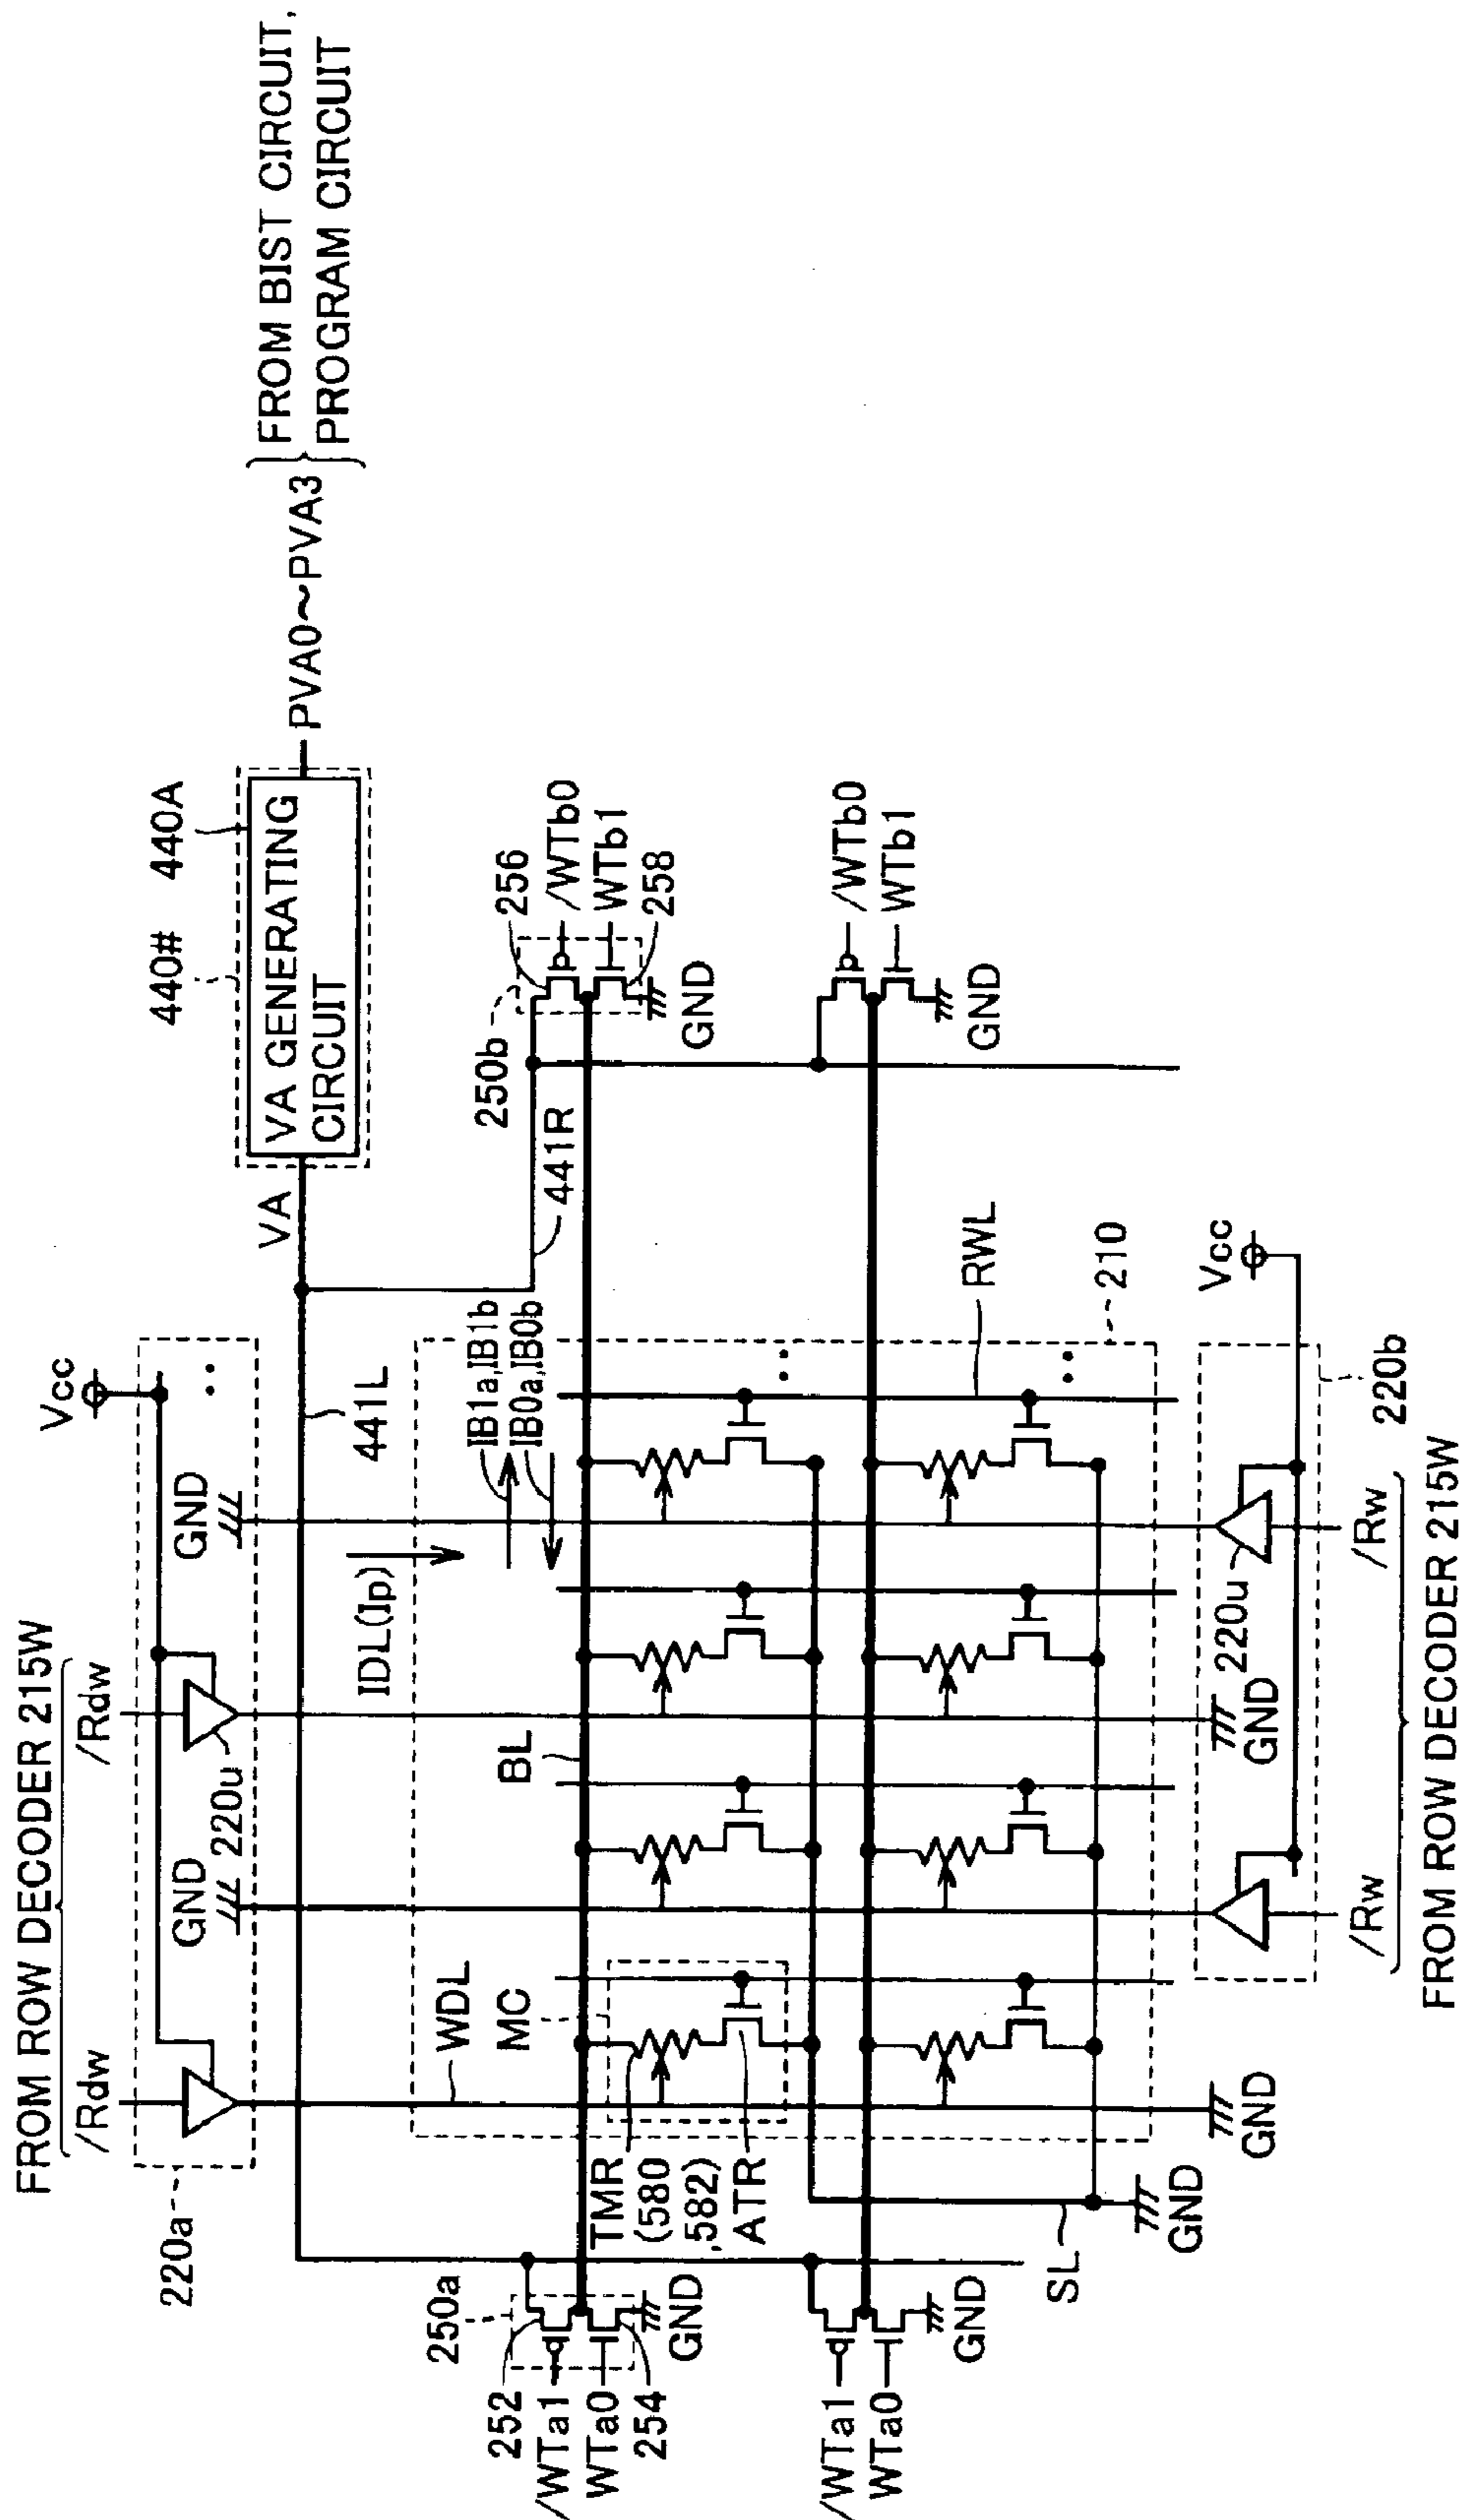 FROM ROW DECODER 215W
/Rdw
/Rdw
Vcc
220a
GND
220u
GND
440#
440A
VA
VA GENERATING
CIRCUIT
PVA0~PVA3
FROM BIST CIRCUIT,
PROGRAM CIRCUIT
441L
IDL(Ip)
IB1a,IB1b
IB0a,IB0b
250a
252
/WTa1
WTa0
254
GND
WDL
MC
BL
441R
250b
256
/WTb0
WTb1
258
GND
TMR
(580
,582)
ATR
/WTa1
WTa0
GND
/WTb0
WTb1
GND
RWL
SL
210
GND
GND
GND
220u
Vcc
220b
/Rw
/Rw
FROM ROW DECODER 215W